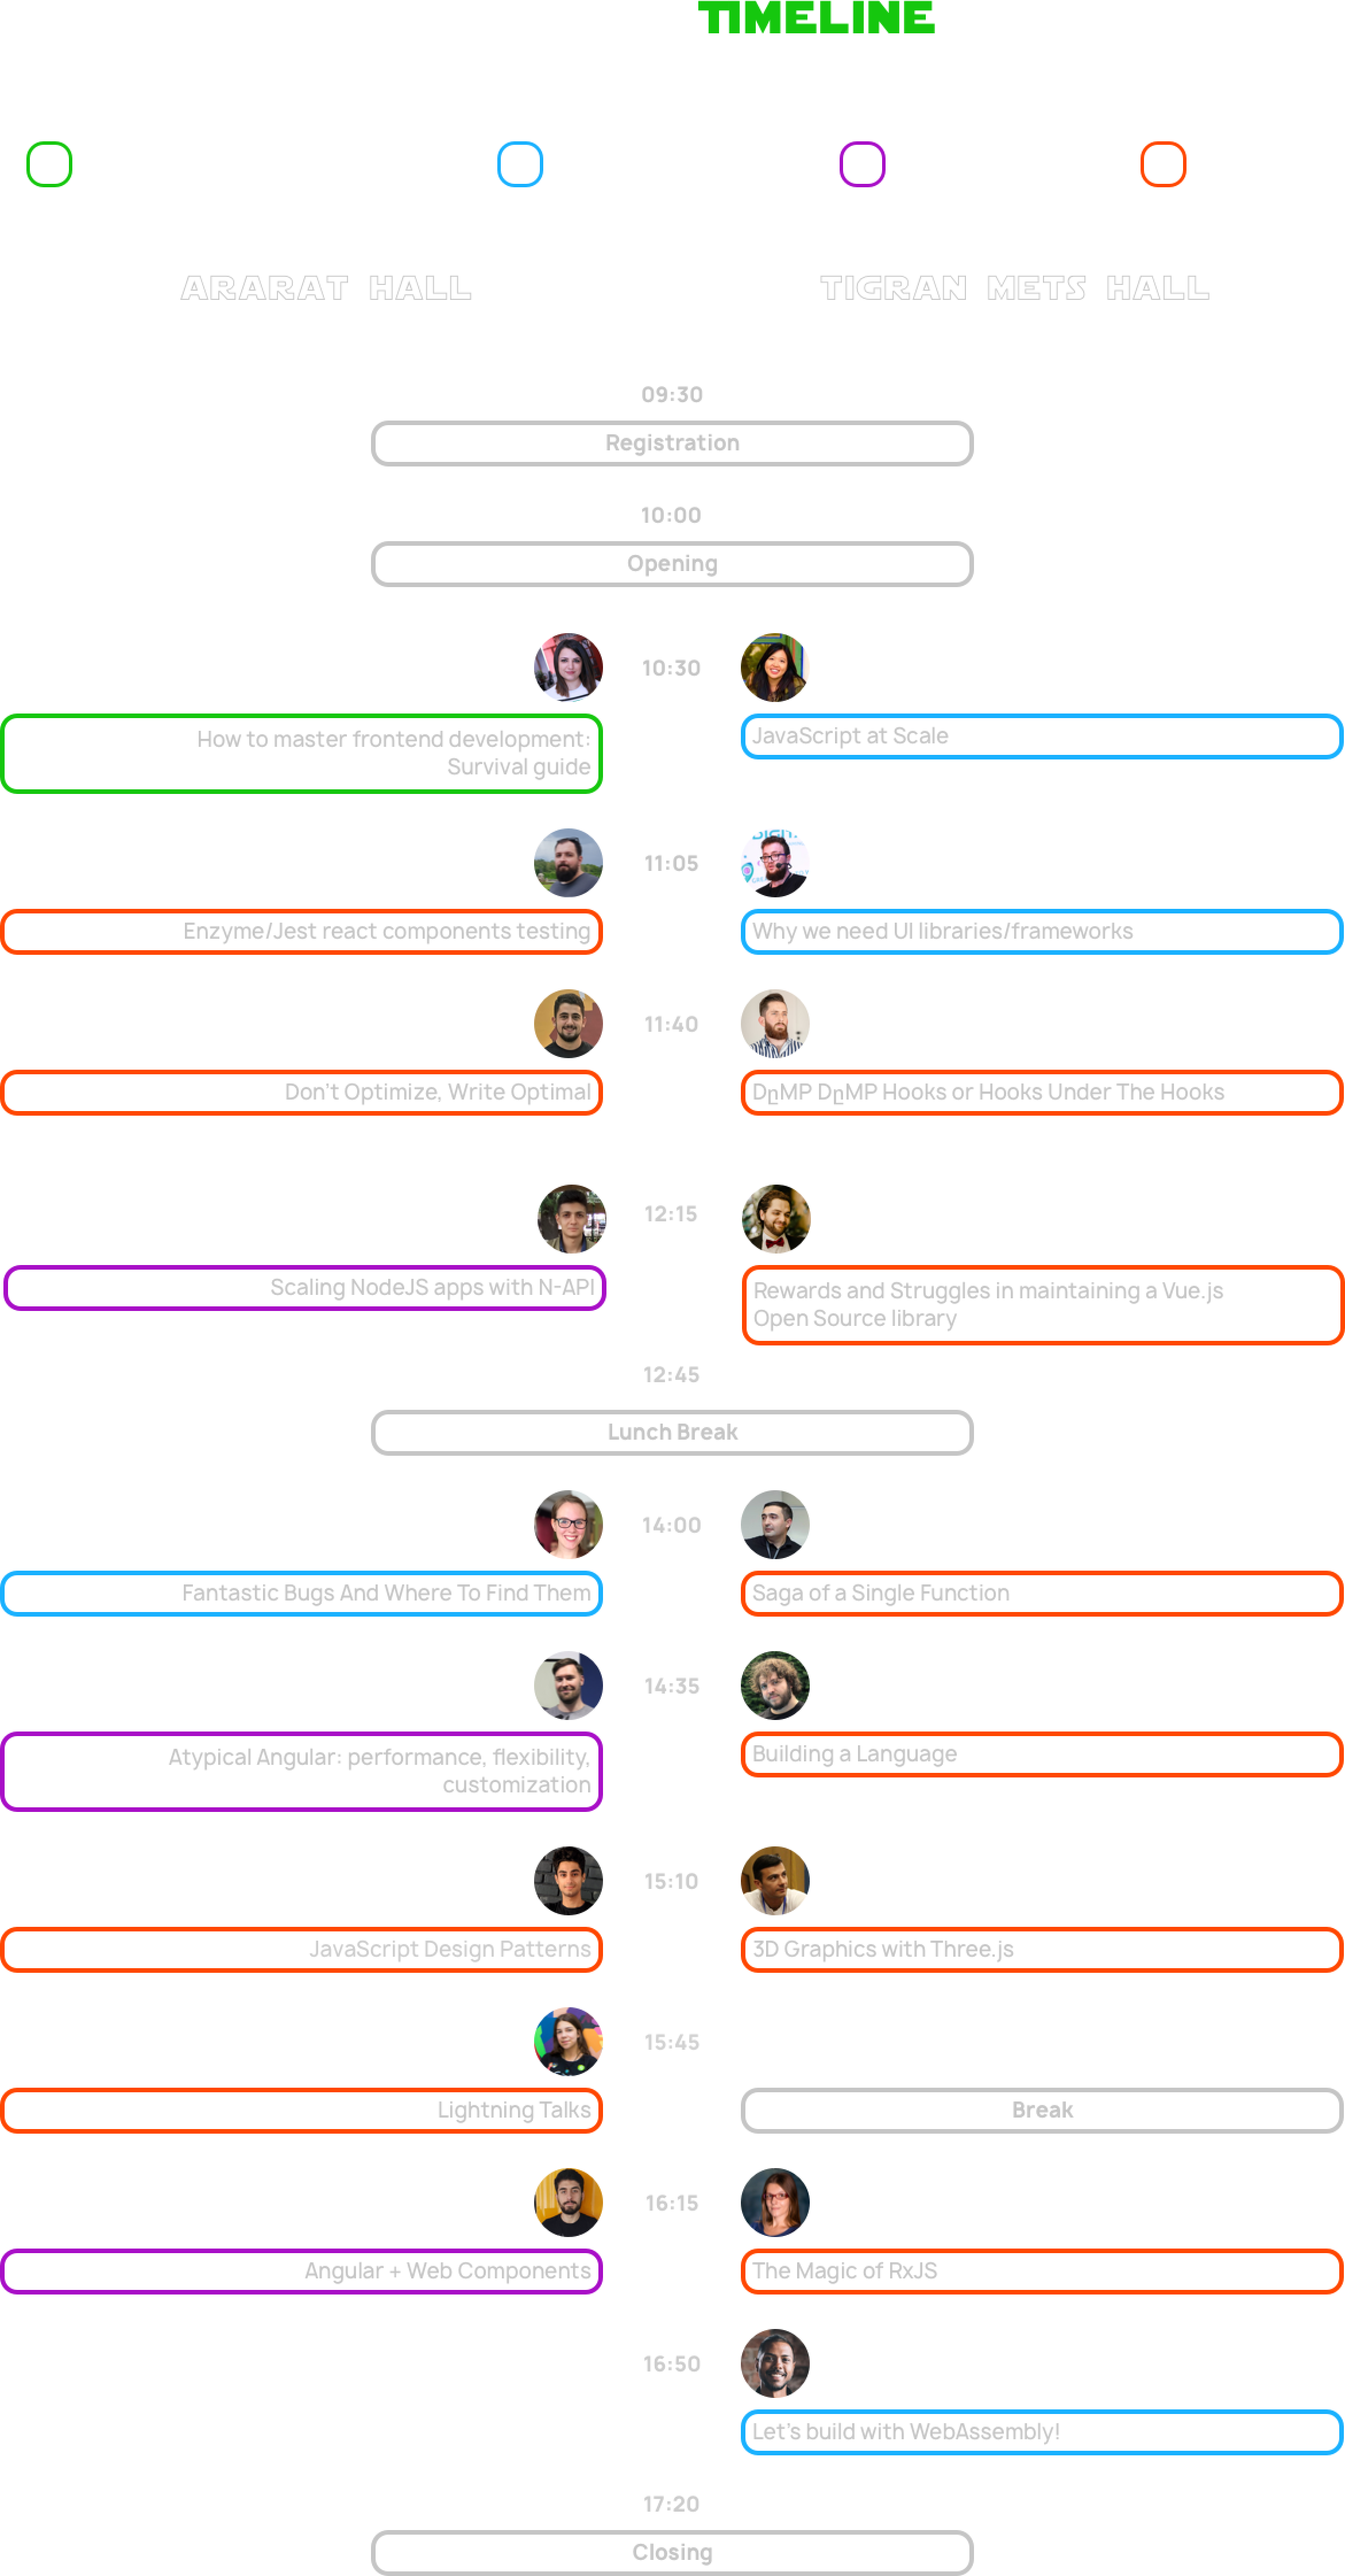 TIMELINE
ARARAT HALL
TIGRAN METS HALL
09:30
Registration
10:00
Opening
10:30
How to master frontend development:
Survival guide
JavaScript at Scale
11:05
Enzyme/Jest react components testing
Why we need UI libraries/frameworks
11:40
Don't Optimize, Write Optimal
DըMP DըMP Hooks or Hooks Under The Hooks
12:15
Scaling NodeJS apps with N-API
Rewards and Struggles in maintaining a Vue.js
Open Source library
12:45
Lunch Break
14:00
Fantastic Bugs And Where To Find Them
Saga of a Single Function
14:35
Atypical Angular: performance, flexibility,
customization
Building a Language
15:10
JavaScript Design Patterns
3D Graphics with Three.js
15:45
Lightning Talks
Break
16:15
Angular + Web Components
The Magic of RxJS
16:50
Let's build with WebAssembly!
17:20
Closing